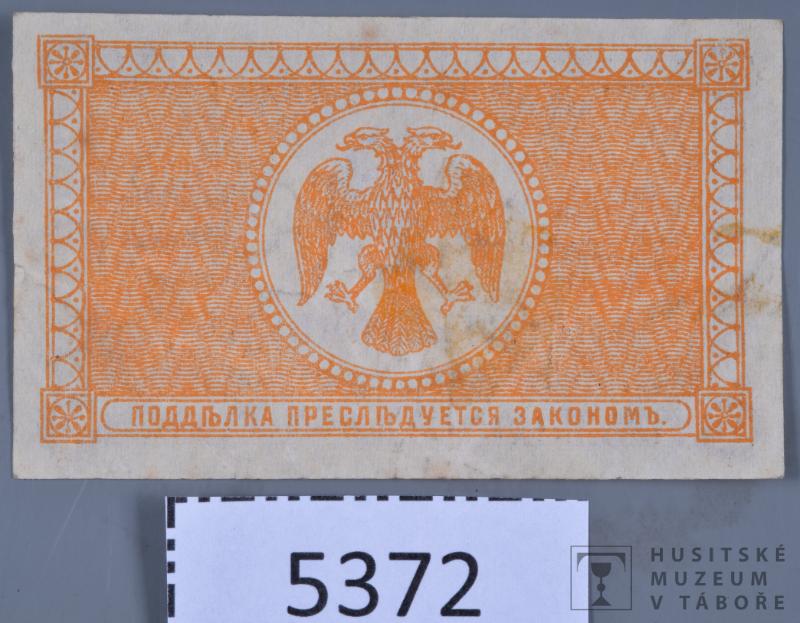 ПОДДѢЛКА ПРЕСЛѢДУЕТСЯ ЗАКОНОМЪ.
5372
HUSITSKÉ
MUZEUM
V TÁBOŘE